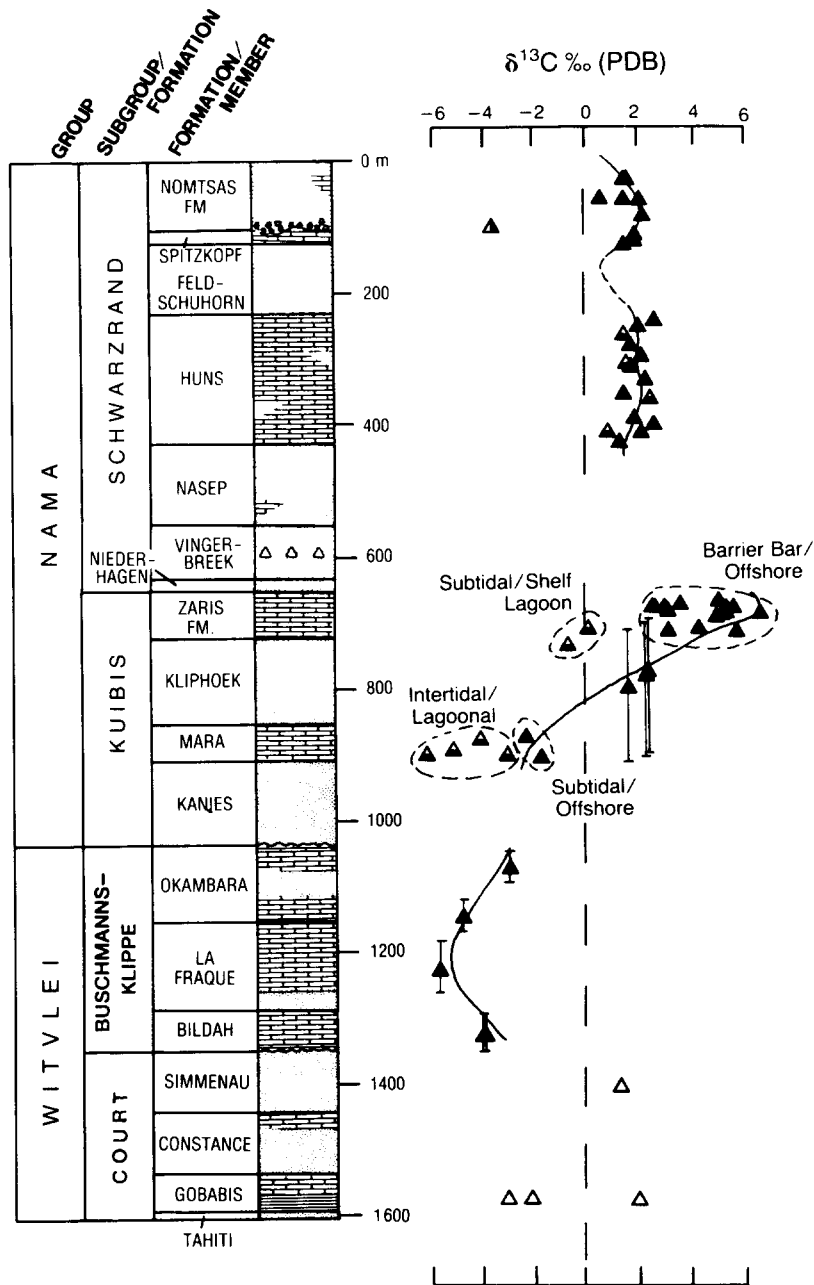 GROUP
SUBGROUP/
FORMATION
FORMATION/
MEMBER
δ¹³C ‰ (PDB)
-6 -4 -2 0 2 4 6
NAMA
SCHWARZRAND
NOMTSAS
FM
SPITZKOPF
FELD-
SCHUHORN
HUNS
NASEP
VINGER-
BREEK
NIEDER-
HAGEN
KUIBIS
ZARIS
FM.
KLIPHOEK
MARA
KANIES
WITVLEI
BUSCHMANNS-
KLIPPE
OKAMBARA
LA
FRAQUE
BILDAH
COURT
SIMMENAU
CONSTANCE
GOBABIS
TAHITI
0 m
200
400
600
800
1000
1200
1400
1600
Barrier Bar/
Offshore
Subtidal/Shelf
Lagoon
Intertidal/
Lagoonal
Subtidal/
Offshore